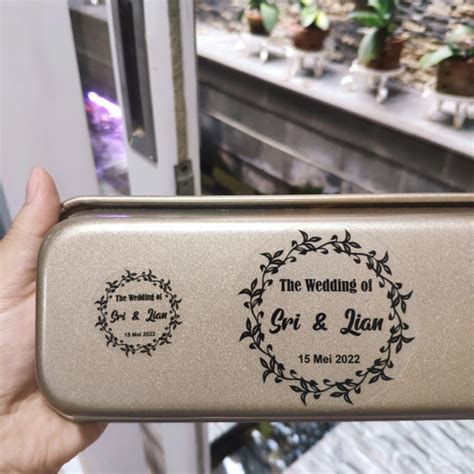 The Wedding of
Sri & Lian
15 Mei 2022
The Wedding of
Sri & Lian
15 Mei 2022